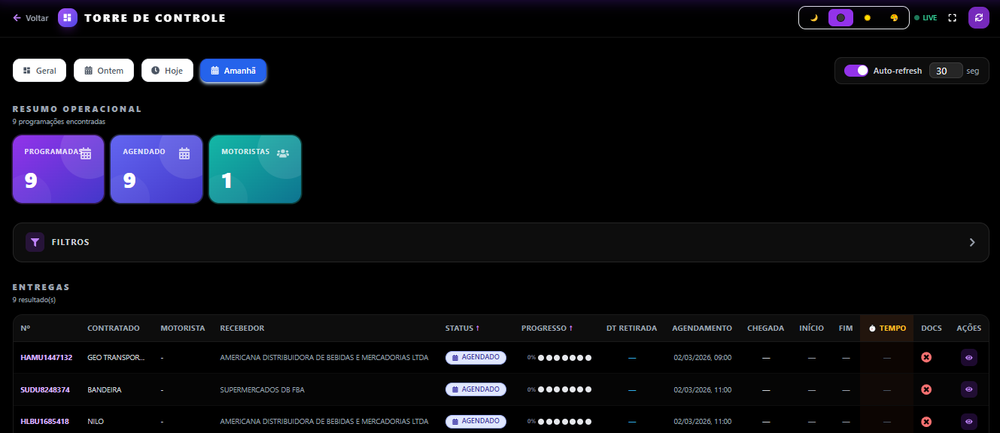 Voltar TORRE DE CONTROLE LIVE
Geral Ontem Hoje Amanhã Auto-refresh 30 seg
RESUMO OPERACIONAL
9 programações encontradas
PROGRAMADAS AGENDADO MOTORISTAS
9 9 1
FILTROS
ENTREGAS
9 resultado(s)
Nº CONTRATADO MOTORISTA RECEBEDOR STATUS ↑ PROGRESSO ↑ DT RETIRADA AGENDAMENTO CHEGADA INÍCIO FIM TEMPO DOCS AÇÕES
HAMU1447132 GEO TRANSPOR... - AMERICANA DISTRIBUIDORA DE BEBIDAS E MERCADORIAS LTDA AGENDADO 0% — 02/03/2026, 09:00 — — — —
SUDU8248374 BANDEIRA - SUPERMERCADOS DB FBA AGENDADO 0% — 02/03/2026, 11:00 — — — —
HLBU1685418 NILO - AMERICANA DISTRIBUIDORA DE BEBIDAS E MERCADORIAS LTDA AGENDADO 0% — 02/03/2026, 11:00 — — — —